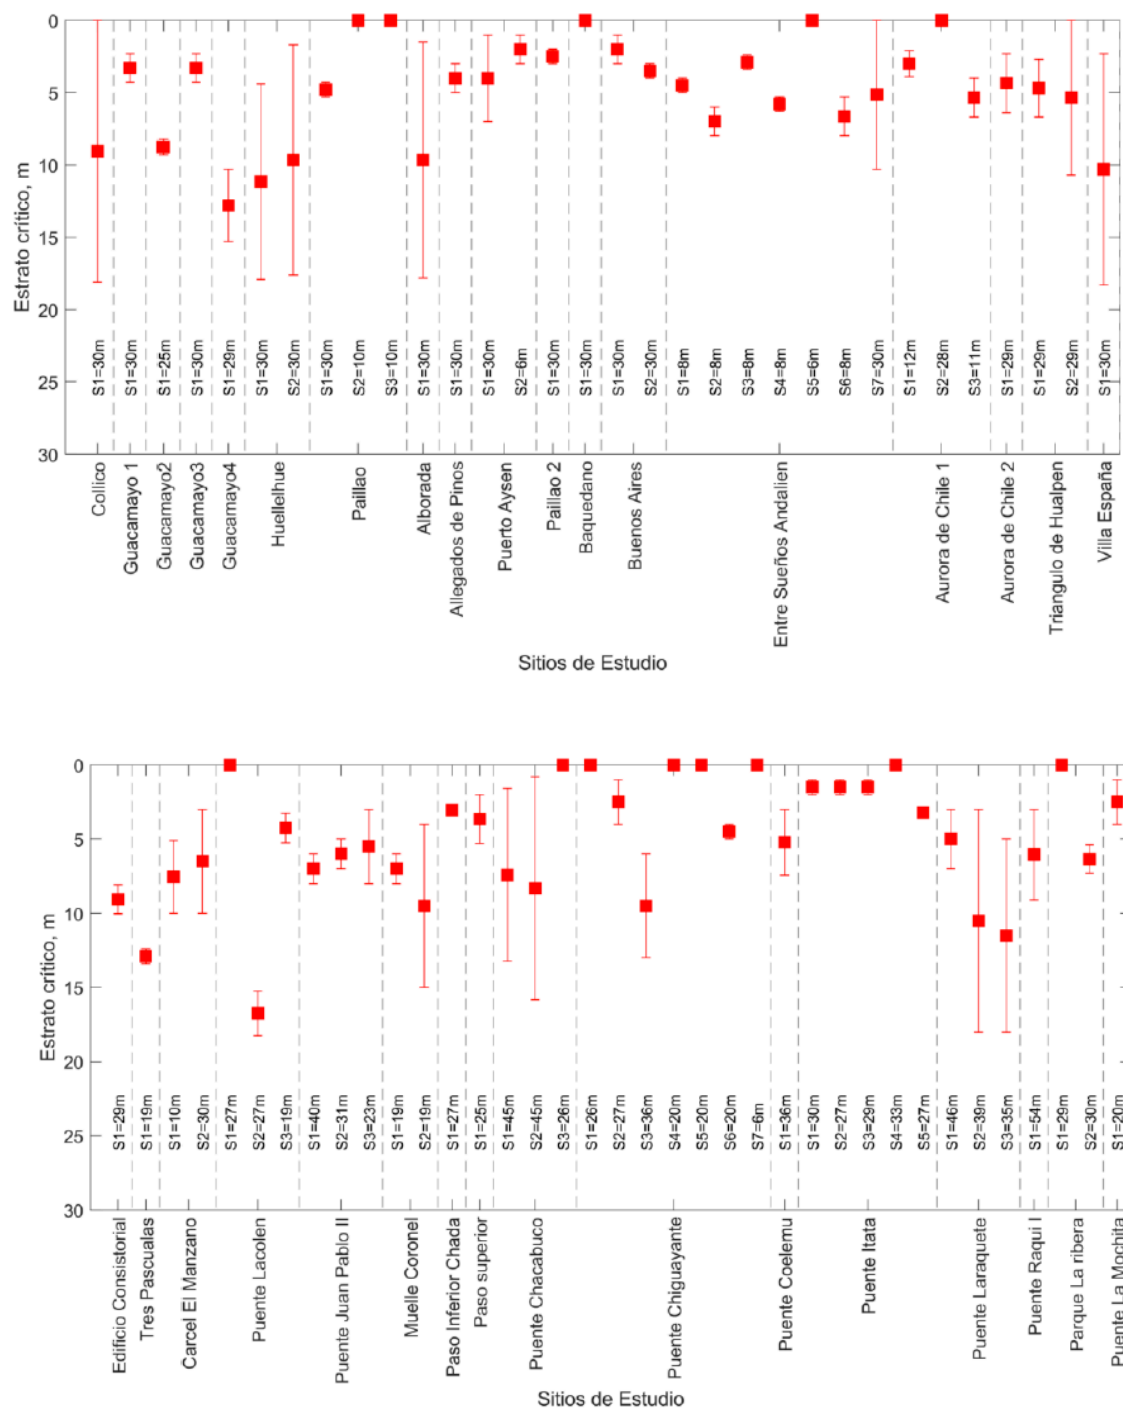 0
5
10
15
20
25
30
Estrato crítico, m
S1=30m
S1=30m
S1=25m
S1=30m
S1=29m
S1=30m
S2=30m
S1=30m
S2=10m
S3=10m
S1=30m
S1=30m
S1=30m
S2=6m
S1=30m
S1=30m
S1=30m
S2=30m
S1=8m
S2=8m
S3=8m
S4=8m
S5=6m
S6=8m
S7=30m
S1=12m
S2=28m
S3=11m
S1=29m
S1=29m
S2=29m
S1=30m
Collico
Guacamayo 1
Guacamayo2
Guacamayo3
Guacamayo4
Huellelhue
Paillao
Alborada
Allegados de Pinos
Puerto Aysen
Paillao 2
Baquedano
Buenos Aires
Entre Sueños Andalien
Aurora de Chile 1
Aurora de Chile 2
Triangulo de Hualpen
Villa España
Sitios de Estudio
0
5
10
15
20
25
30
Estrato crítico, m
S1=29m
S1=19m
S1=10m
S2=30m
S1=27m
S2=27m
S3=19m
S1=40m
S2=31m
S3=23m
S1=19m
S2=19m
S1=27m
S1=25m
S1=45m
S2=45m
S3=26m
S1=26m
S2=27m
S3=36m
S4=20m
S5=20m
S6=20m
S7=6m
S1=36m
S1=30m
S2=27m
S3=29m
S4=33m
S5=27m
S1=46m
S2=39m
S3=35m
S1=54m
S1=29m
S2=30m
S1=20m
Edificio Consistorial
Tres Pascualas
Carcel El Manzano
Puente Lacolen
Puente Juan Pablo II
Muelle Coronel
Paso Inferior Chada
Paso superior
Puente Chacabuco
Puente Chiguayante
Puente Coelemu
Puente Itata
Puente Laraquete
Puente Raqui I
Parque La ribera
Puente La Mochita
Sitios de Estudio